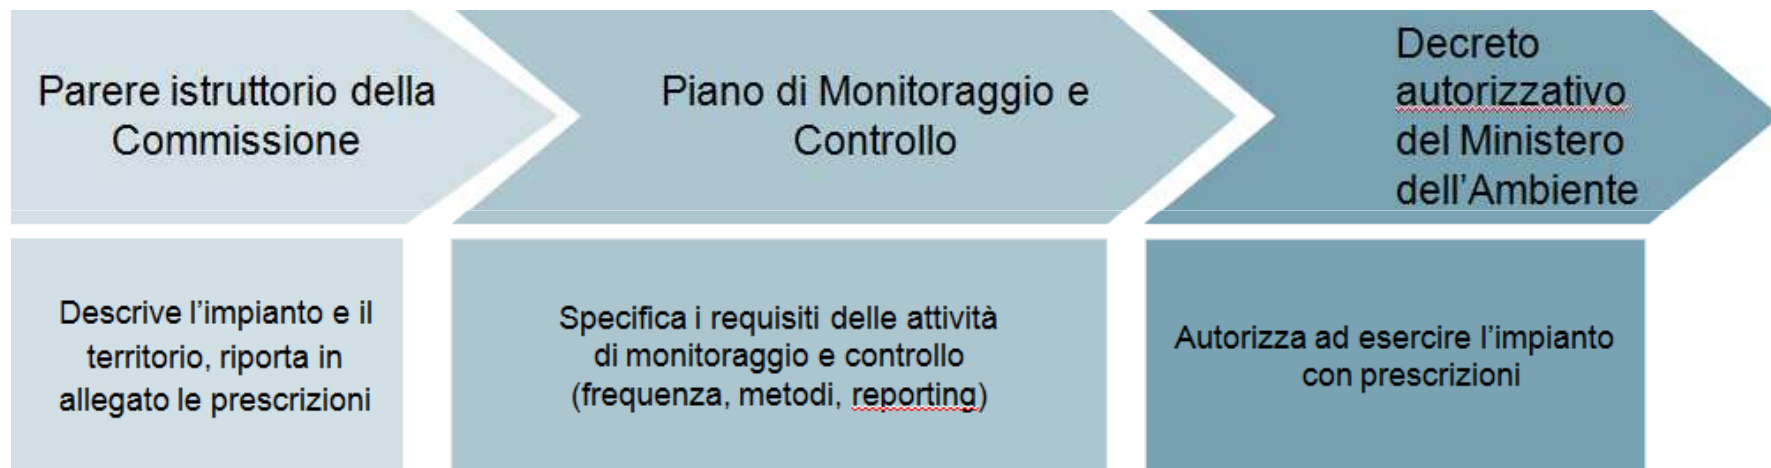 Parere istruttorio della
Commissione
Piano di Monitoraggio e
Controllo
Decreto
autorizzativo
del Ministero
dell'Ambiente
Descrive l'impianto e il
territorio, riporta in
allegato le prescrizioni
Specifica i requisiti delle attività
di monitoraggio e controllo
(frequenza, metodi, reporting)
Autorizza ad esercire l'impianto
con prescrizioni